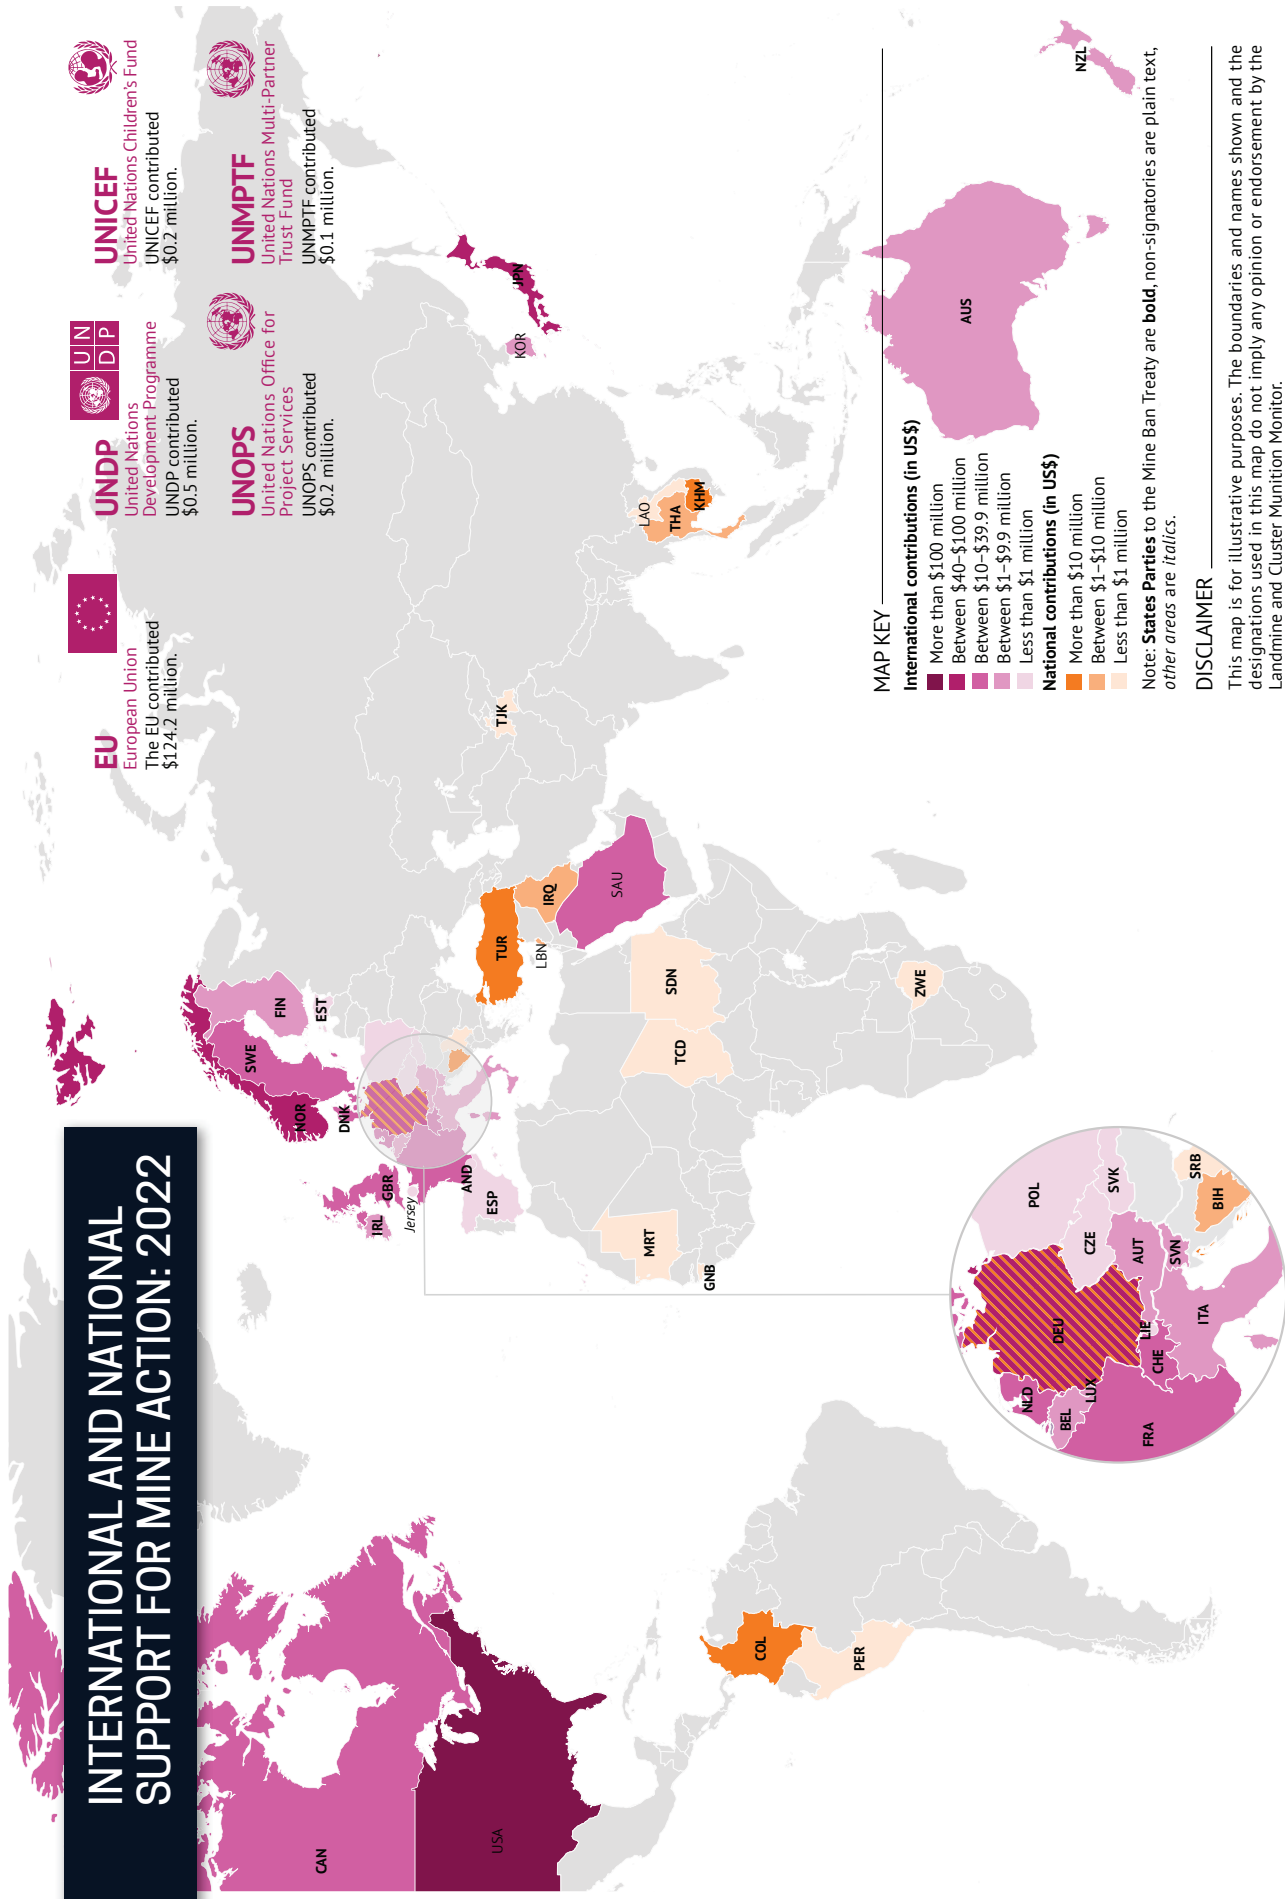 INTERNATIONAL AND NATIONAL
SUPPORT FOR MINE ACTION: 2022
EU
European Union
The EU contributed
$124.2 million.
UNDP
United Nations
Development Programme
UNDP contributed
$0.5 million.
U N
D P
UNICEF
United Nations Children's Fund
UNICEF contributed
$0.2 million.
UNOPS
United Nations Office for
Project Services
UNOPS contributed
$0.2 million.
UNMPTF
United Nations Multi-Partner
Trust Fund
UNMPTF contributed
$0.1 million.
CAN
USA
COL
PER
IRL
GBR
Jersey
AND
ESP
NOR
SWE
DNK
FIN
EST
MRT
GNB
TCD
SDN
ZWE
TUR
LBN
IRQ
SAU
TJK
LAO
THA
KHM
KOR
JPN
AUS
NZL
NLD
BEL
LUX
FRA
DEU
LIE
CHE
ITA
POL
CZE
SVK
AUT
SVN
SRB
BIH
MAP KEY
International contributions (in US$)
More than $100 million
Between $40–$100 million
Between $10–$39.9 million
Between $1–$9.9 million
Less than $1 million
National contributions (in US$)
More than $10 million
Between $1–$10 million
Less than $1 million
Note: States Parties to the Mine Ban Treaty are bold, non-signatories are plain text,
other areas are italics.
DISCLAIMER
This map is for illustrative purposes. The boundaries and names shown and the
designations used in this map do not imply any opinion or endorsement by the
Landmine and Cluster Munition Monitor.